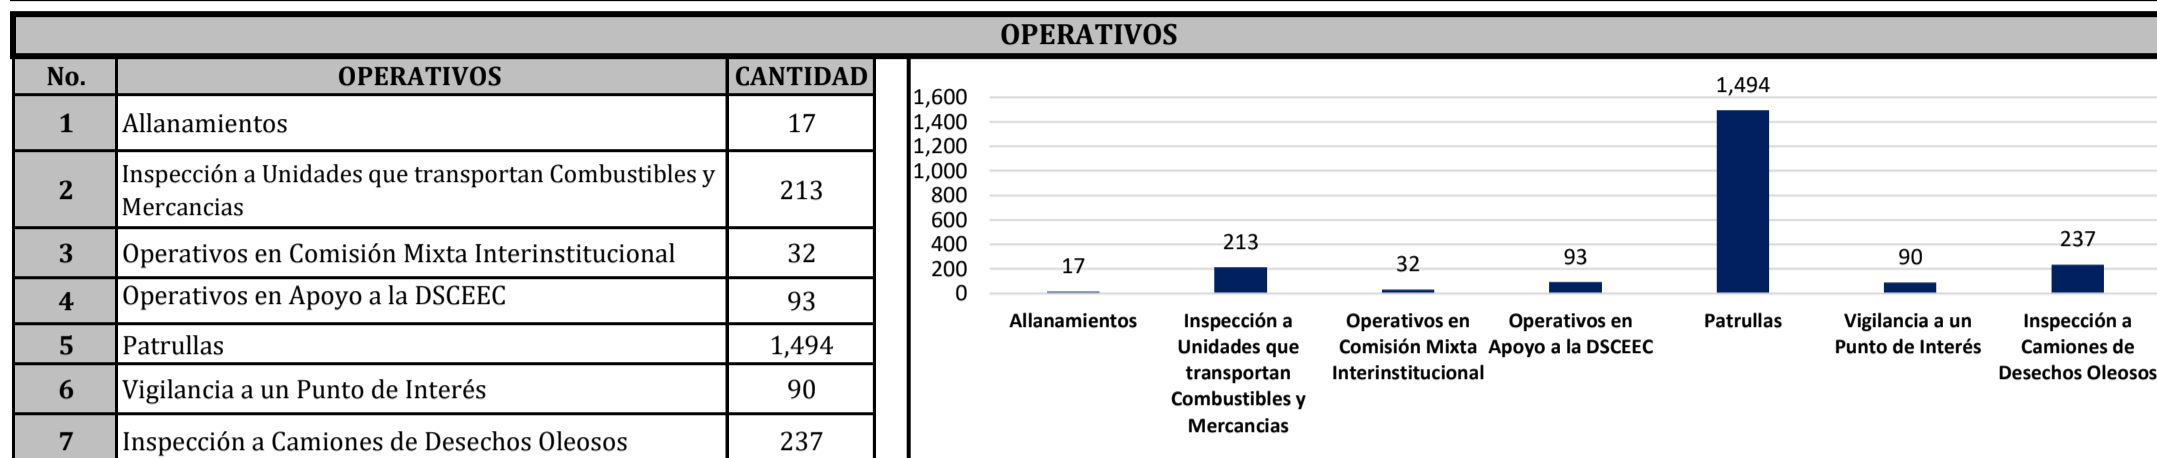 OPERATIVOS
No. OPERATIVOS CANTIDAD
1 Allanamientos 17
2 Inspección a Unidades que transportan Combustibles y
Mercancias 213
3 Operativos en Comisión Mixta Interinstitucional 32
4 Operativos en Apoyo a la DSCEEC 93
5 Patrullas 1,494
6 Vigilancia a un Punto de Interés 90
7 Inspección a Camiones de Desechos Oleosos 237
1,600
1,400
1,200
1,000
800
600
400
200
0
17 213 32 93 1,494 90 237
Allanamientos
Inspección a
Unidades que
transportan
Combustibles y
Mercancias
Operativos en
Comisión Mixta
Interinstitucional
Operativos en
Apoyo a la DSCEEC
Patrullas
Vigilancia a un
Punto de Interés
Inspección a
Camiones de
Desechos Oleosos